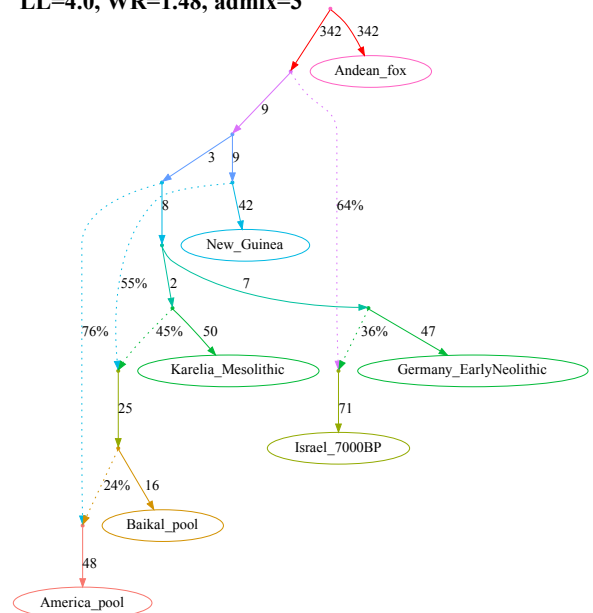 LL=4.0, WR=1.48, admix=3
342
342
Andean_fox
9
3
9
8
42
64%
New_Guinea
55%
2
7
76%
45%
50
36%
47
Karelia_Mesolithic
Germany_EarlyNeolithic
25
71
Israel_7000BP
24%
16
Baikal_pool
48
America_pool